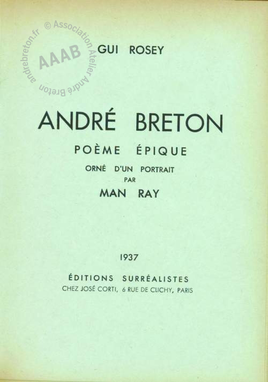 © Association Atelier André Breton
andrebreton.fr
AAAB
GUI ROSEY
ANDRÉ BRETON
POÈME ÉPIQUE
ORNÉ D'UN PORTRAIT
PAR
MAN RAY
1937
ÉDITIONS SURRÉALISTES
CHEZ JOSÉ CORTI, 6 RUE DE CLICHY, PARIS